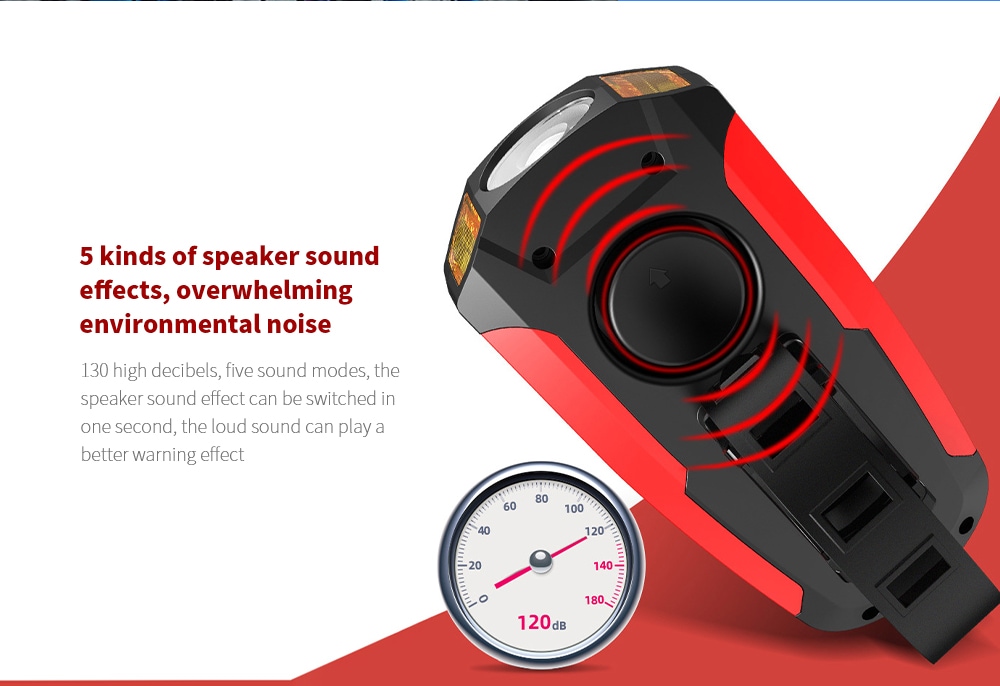 5 kinds of speaker sound
effects, overwhelming
environmental noise
130 high decibels, five sound modes, the
speaker sound effect can be switched in
one second, the loud sound can play a
better warning effect
0
20
40
60
80
100
120
140
180
120dB